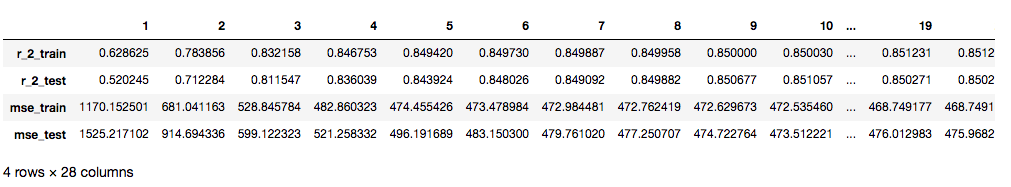 1 2 3 4 5 6 7 8 9 10 ... 19
r_2_train 0.628625 0.783856 0.832158 0.846753 0.849420 0.849730 0.849887 0.849958 0.850000 0.850030 ... 0.851231 0.8512
r_2_test 0.520245 0.712284 0.811547 0.836039 0.843924 0.848026 0.849092 0.849882 0.850677 0.851057 ... 0.850271 0.8502
mse_train 1170.152501 681.041163 528.845784 482.860323 474.455426 473.478984 472.984481 472.762419 472.629673 472.535460 ... 468.749177 468.7491
mse_test 1525.217102 914.694336 599.122323 521.258332 496.191689 483.150300 479.761020 477.250707 474.722764 473.512221 ... 476.012983 475.9682
4 rows × 28 columns